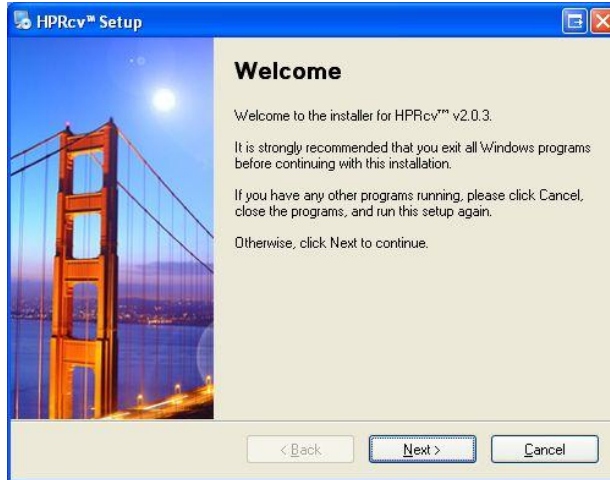 HPRcv™ Setup
Welcome
Welcome to the installer for HPRcv™ v2.0.3.
It is strongly recommended that you exit all Windows programs
before continuing with this installation.
If you have any other programs running, please click Cancel,
close the programs, and run this setup again.
Otherwise, click Next to continue.
< Back Next > Cancel